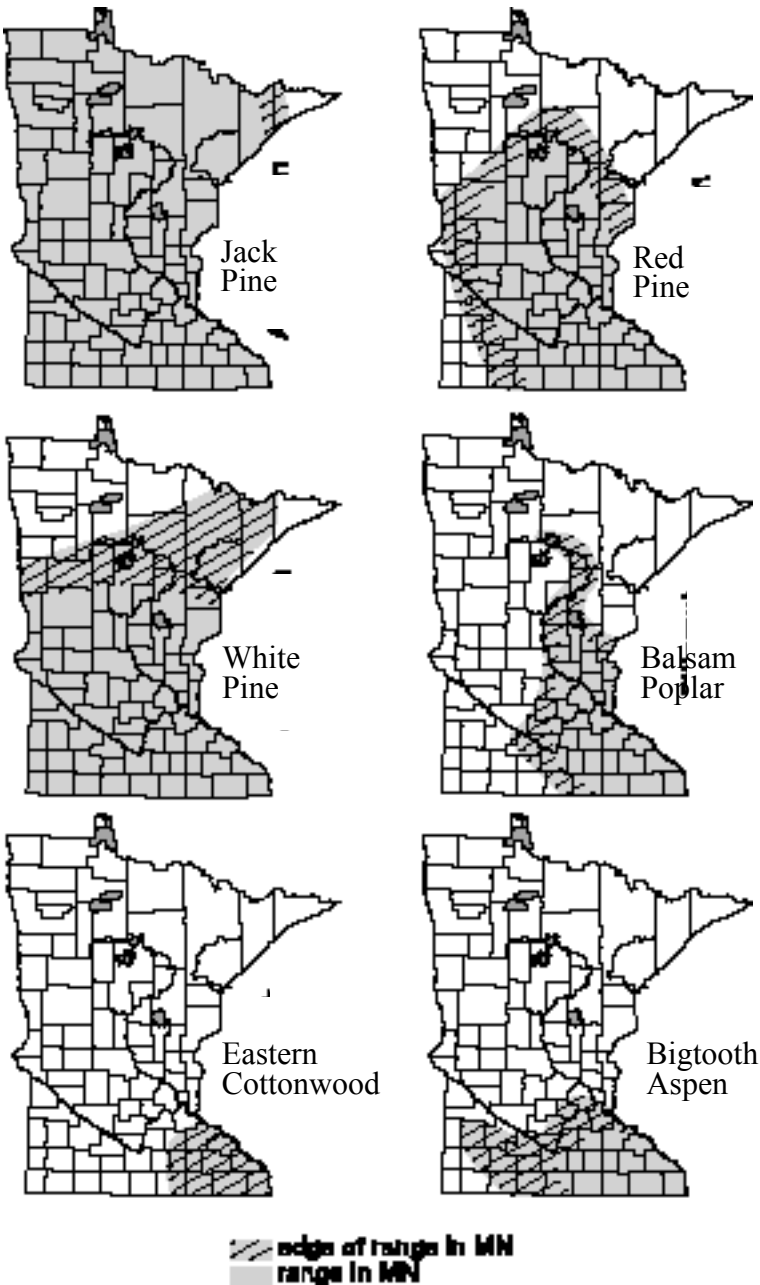 Jack
Pine
Red
Pine
White
Pine
Balsam
Poplar
Eastern
Cottonwood
Bigtooth
Aspen
edge of range in MN
range in MN